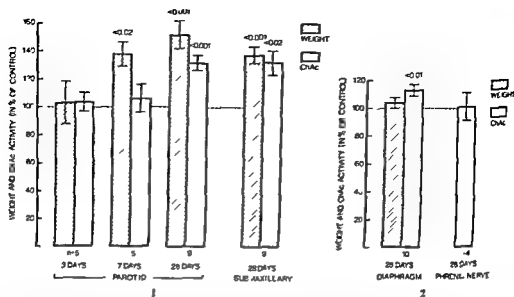 WEIGHT AND ChAc ACTIVITY (IN % OF CONTROL)
160
140
120
100
80
60
40
20
<0.02
<0.001
<0.001
<0.001
<0.02
WEIGHT
ChAc
n=5
5
9
9
3 DAYS
7 DAYS
28 DAYS
28 DAYS
PAROTID
SUBMAXILLARY
1
WEIGHT AND ChAc ACTIVITY (IN % OF CONTROL)
120
100
80
60
40
20
<0.01
WEIGHT
ChAc
10
4
28 DAYS
28 DAYS
DIAPHRAGM
PHRENIC NERVE
2